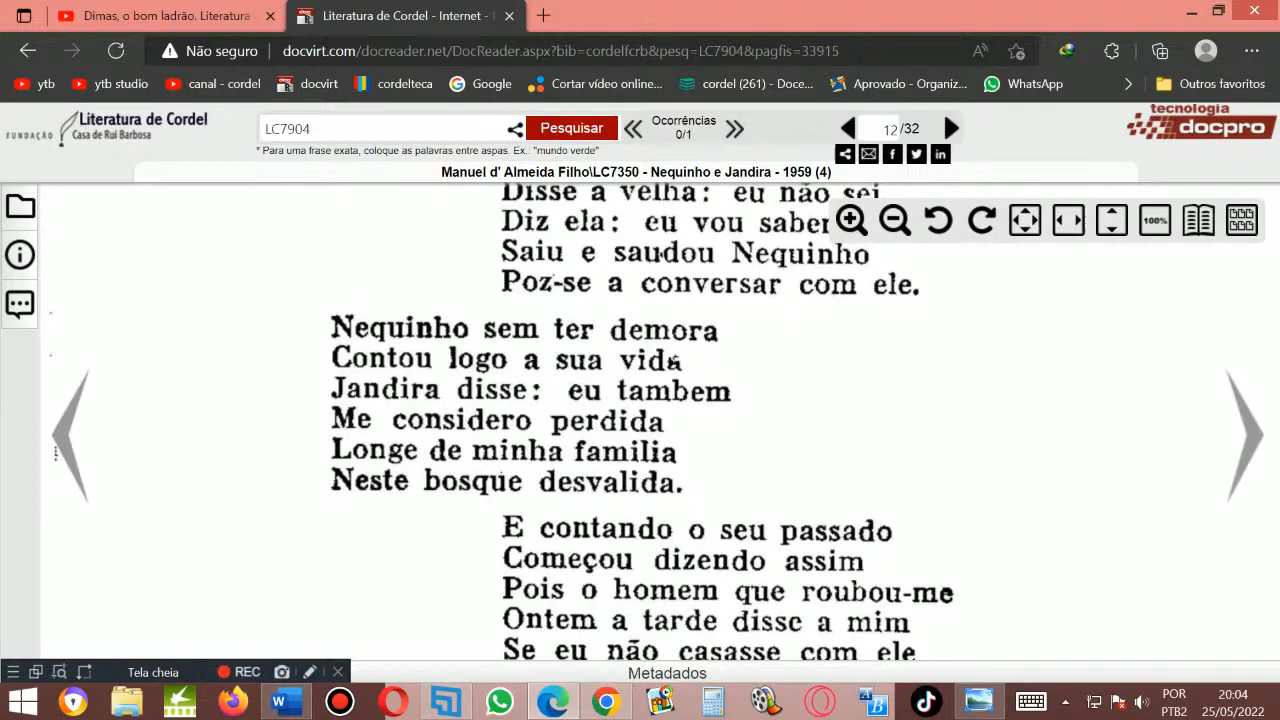 Dimas, o bom ladrão. Literatura
Literatura de Cordel - Internet -
Não seguro
docvirt.com/docreader.net/DocReader.aspx?bib=cordelfcrb&pesq=LC7904&pagfis=33915
ytb
ytb studio
canal - cordel
docvirt
cordelteca
Google
Cortar vídeo online...
cordel (261) - Doce...
Aprovado - Organiz...
WhatsApp
Outros favoritos
FUNDAÇÃO
Literatura de Cordel
Casa de Rui Barbosa
LC7904
Pesquisar
Ocorrências
0/1
12 /32
tecnologia
docpro
* Para uma frase exata, coloque as palavras entre aspas. Ex.. "mundo verde"
Manuel d' Almeida Filho\LC7350 - Nequinho e Jandira - 1959 (4)
100%
Disse a velha: eu não sei
Diz ela: eu vou saber
Saiu e saudou Nequinho
Poz-se a conversar com ele.
Nequinho sem ter demora
Contou logo a sua vida
Jandira disse: eu tambem
Me considero perdida
Longe de minha familia
Neste bosque desvalida.
E contando o seu passado
Começou dizendo assim
Pois o homem que roubou-me
Ontem a tarde disse a mim
Se eu não casasse com ele
Tela cheia
REC
Metadados
POR
PTB2
20:04
25/05/2022